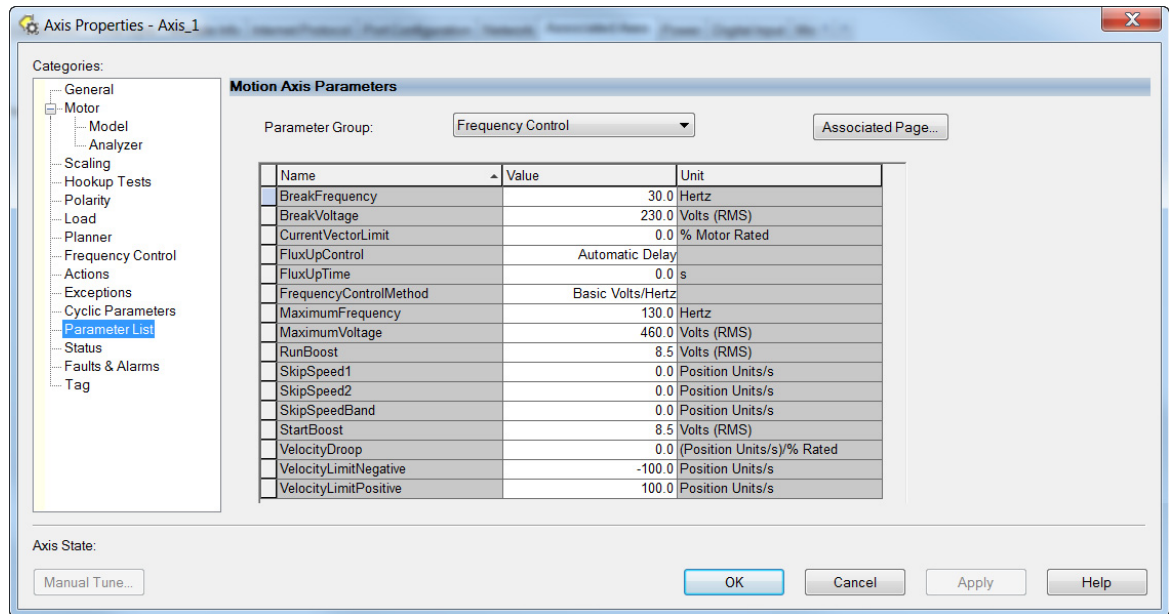 Axis Properties - Axis_1
Categories:
General
Motor
Model
Analyzer
Scaling
Hookup Tests
Polarity
Load
Planner
Frequency Control
Actions
Exceptions
Cyclic Parameters
Parameter List
Status
Faults & Alarms
Tag
Motion Axis Parameters
Parameter Group: Frequency Control Associated Page...
Name Value Unit
BreakFrequency 30.0 Hertz
BreakVoltage 230.0 Volts (RMS)
CurrentVectorLimit 0.0 % Motor Rated
FluxUpControl Automatic Delay
FluxUpTime 0.0 s
FrequencyControlMethod Basic Volts/Hertz
MaximumFrequency 130.0 Hertz
MaximumVoltage 460.0 Volts (RMS)
RunBoost 8.5 Volts (RMS)
SkipSpeed1 0.0 Position Units/s
SkipSpeed2 0.0 Position Units/s
SkipSpeedBand 0.0 Position Units/s
StartBoost 8.5 Volts (RMS)
VelocityDroop 0.0 (Position Units/s)/% Rated
VelocityLimitNegative -100.0 Position Units/s
VelocityLimitPositive 100.0 Position Units/s
Axis State:
Manual Tune... OK Cancel Apply Help